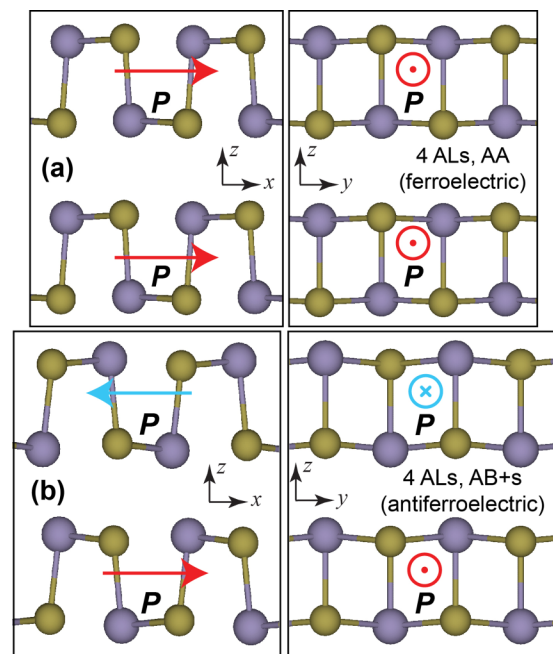 P
P
(a)
z
x
z
y
4 ALs, AA
(ferroelectric)
P
P
P
P
(b)
z
x
z
y
4 ALs, AB+s
(antiferroelectric)
P
P